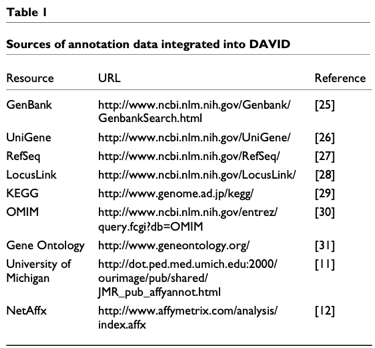 Table 1
Sources of annotation data integrated into DAVID
Resource URL Reference
GenBank http://www.ncbi.nlm.nih.gov/Genbank/ [25]
GenbankSearch.html
UniGene http://www.ncbi.nlm.nih.gov/UniGene/ [26]
RefSeq http://www.ncbi.nlm.nih.gov/RefSeq/ [27]
LocusLink http://www.ncbi.nlm.nih.gov/LocusLink/ [28]
KEGG http://www.genome.ad.jp/kegg/ [29]
OMIM http://www.ncbi.nlm.nih.gov/entrez/ [30]
query.fcgi?db=OMIM
Gene Ontology http://www.geneontology.org/ [31]
University of http://dot.ped.med.umich.edu:2000/ [11]
Michigan ourimage/pub/shared/
JMR_pub_affyannot.html
NetAffx http://www.affymetrix.com/analysis/ [12]
index.affx